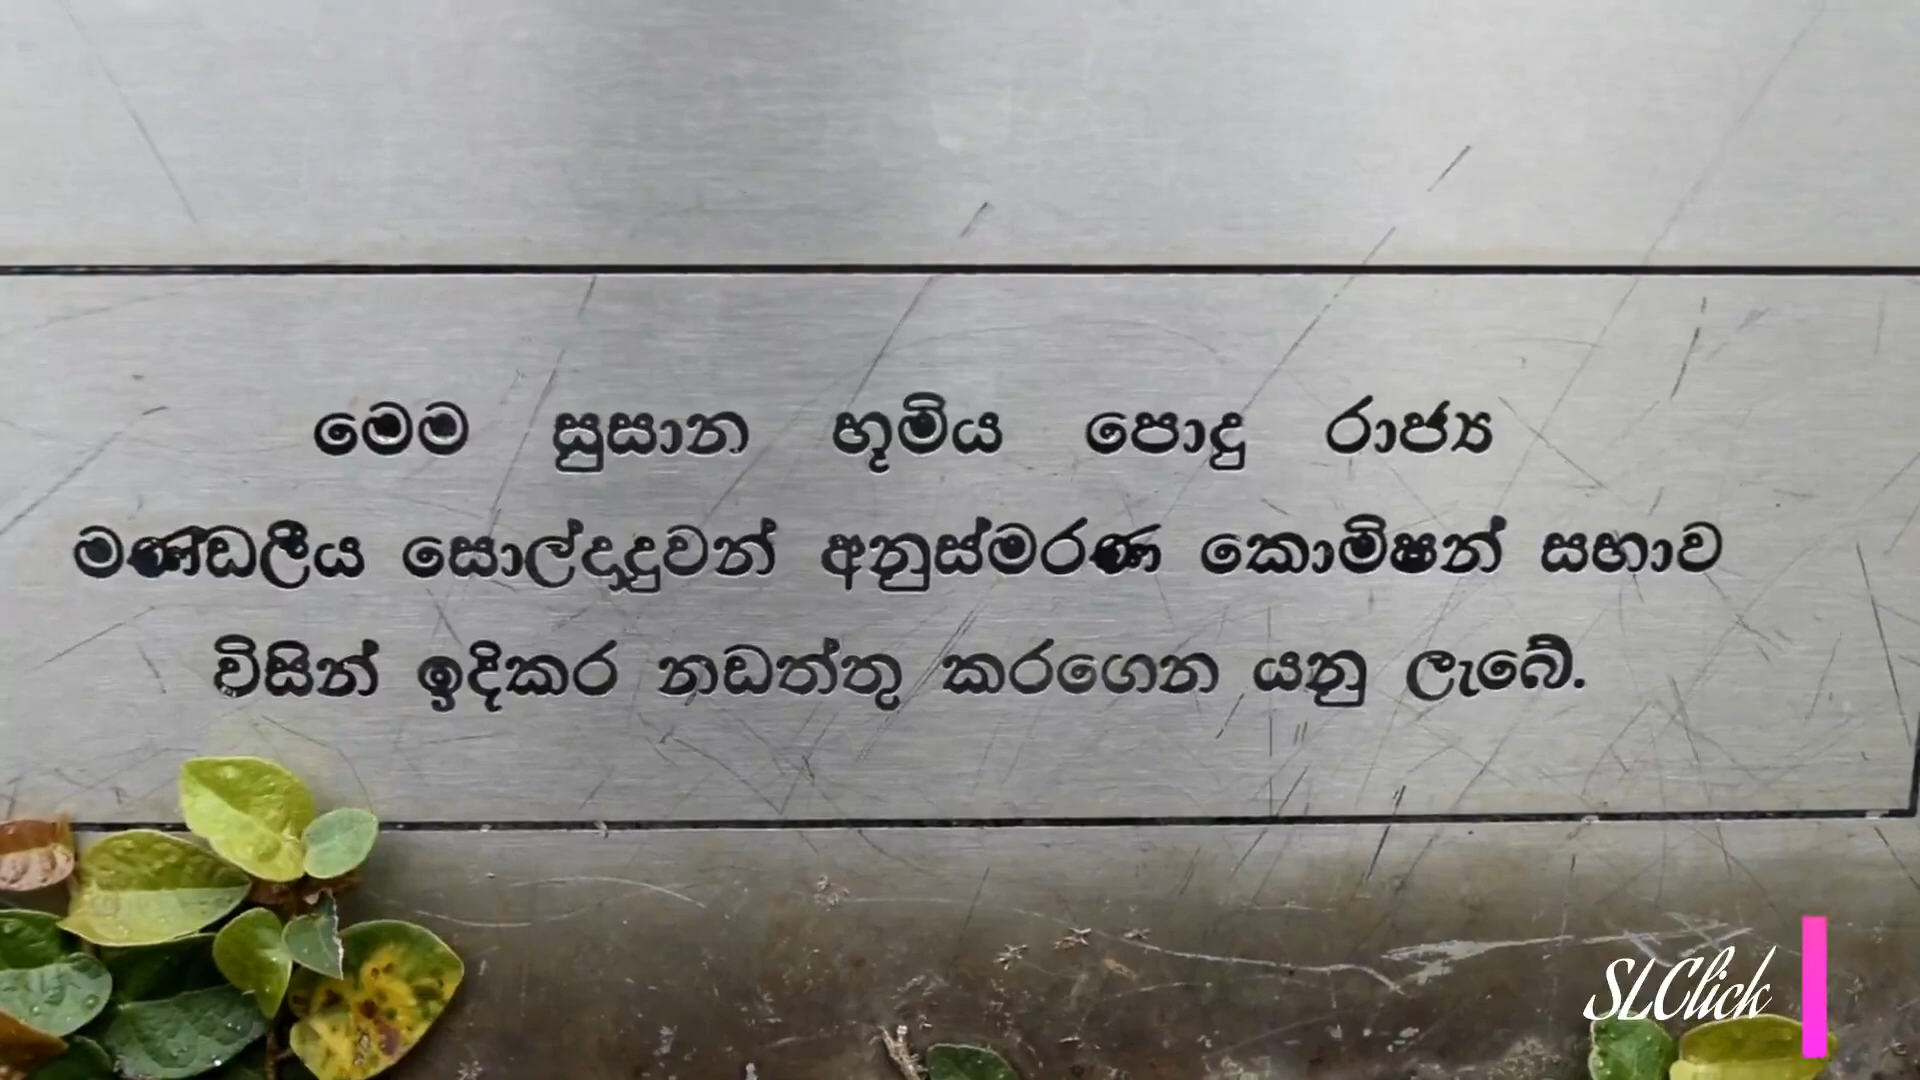 මෙම සුසාන භූමිය පොදු රාජ්‍ය
මණ්ඩලීය සොල්දාදුවන් අනුස්මරණ කොමිෂන් සභාව
විසින් ඉදිකර නඩත්තු කරගෙන යනු ලැබේ.
SLClick